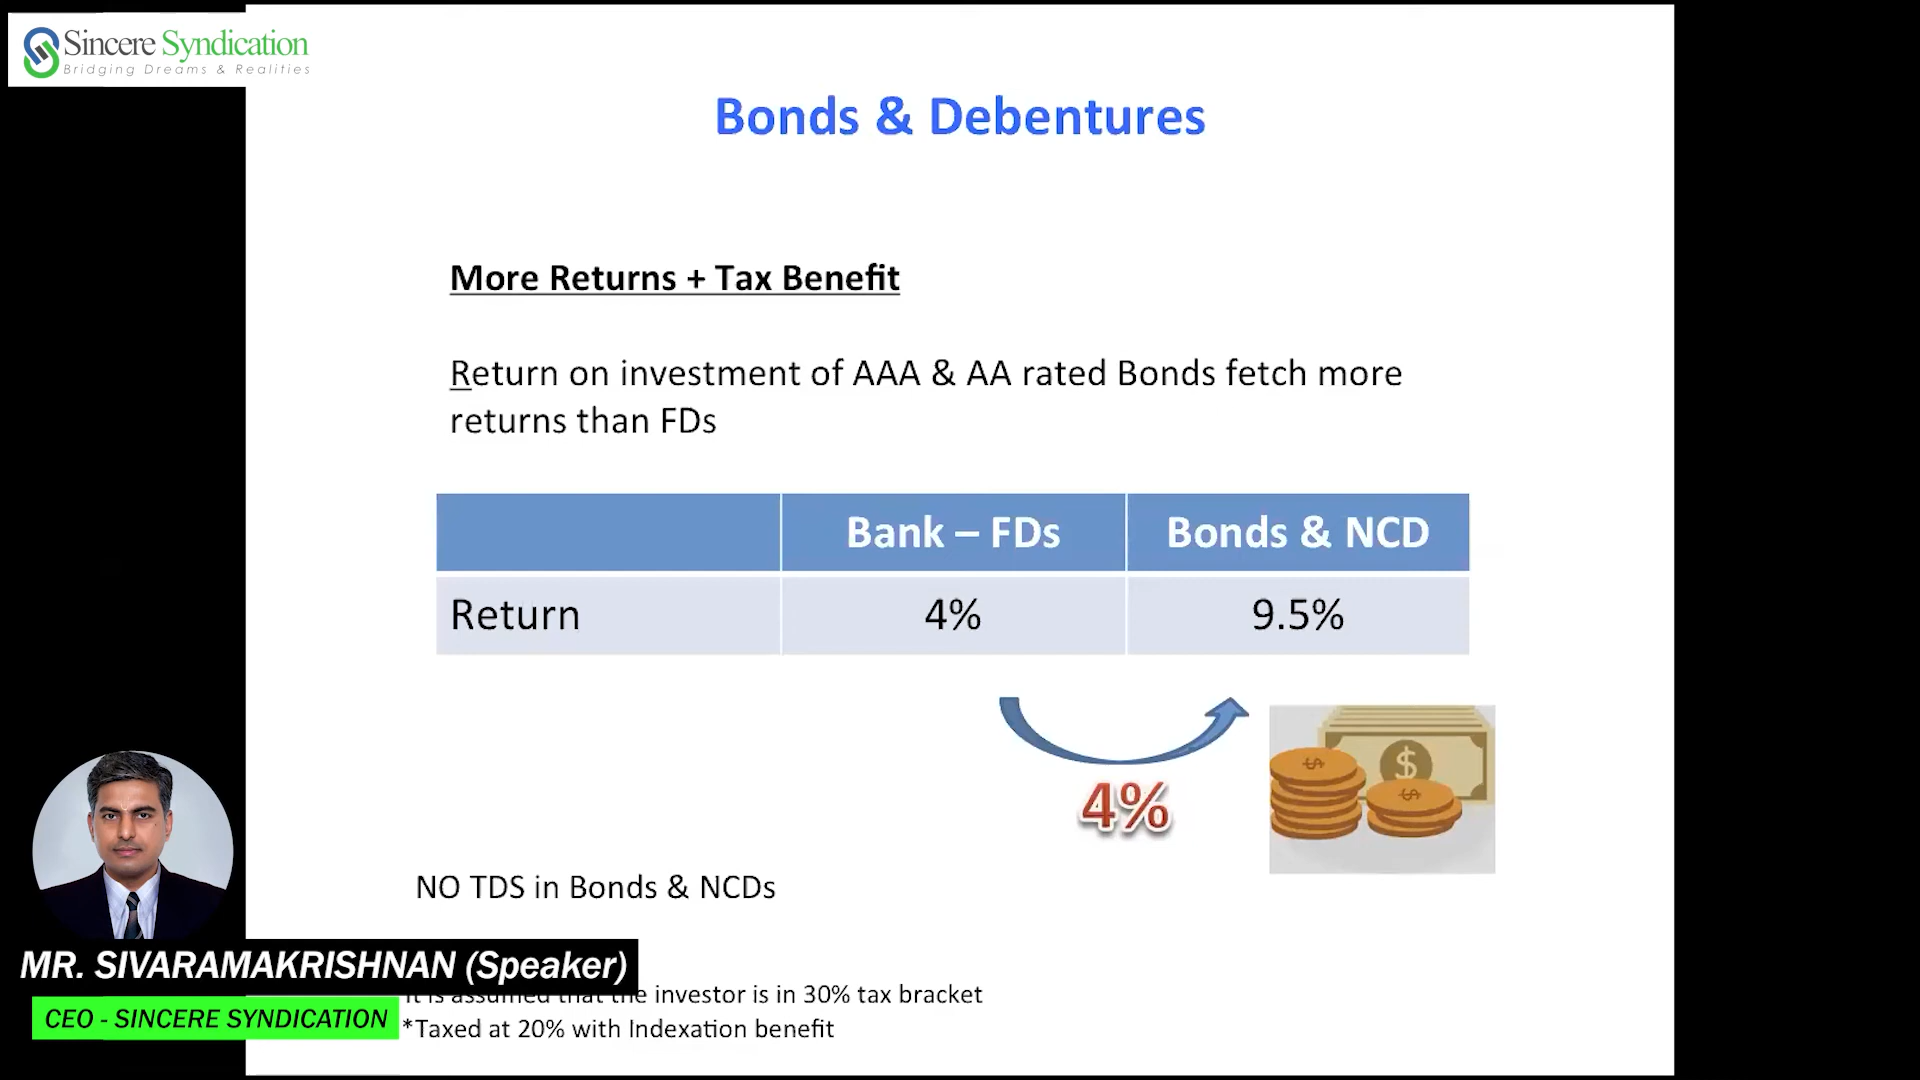 Sincere Syndication
Bridging Dreams & Realities
Bonds & Debentures
More Returns + Tax Benefit
Return on investment of AAA & AA rated Bonds fetch more
returns than FDs
Bank – FDs Bonds & NCD
Return 4% 9.5%
4%
NO TDS in Bonds & NCDs
MR. SIVARAMAKRISHNAN (Speaker)
CEO - SINCERE SYNDICATION
It is assumed that the investor is in 30% tax bracket
*Taxed at 20% with Indexation benefit